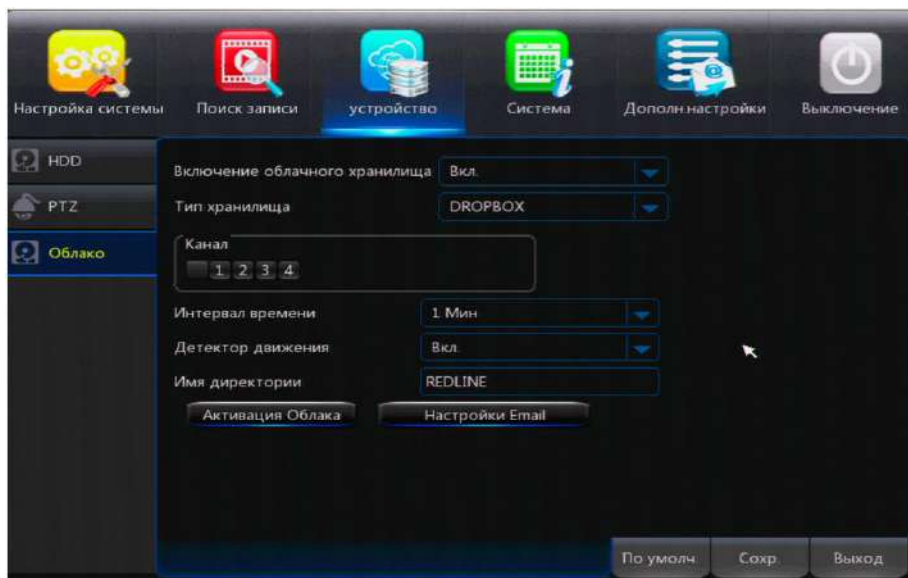 Настройка системы
Поиск записи
устройство
Система
Дополн.настройки
Выключение
HDD
PTZ
Облако
Включение облачного хранилища Вкл.
Тип хранилища DROPBOX
Канал
1 2 3 4
Интервал времени 1 Мин
Детектор движения Вкл.
Имя директории REDLINE
Активация Облака Настройки Email
По умолч Сохр. Выход